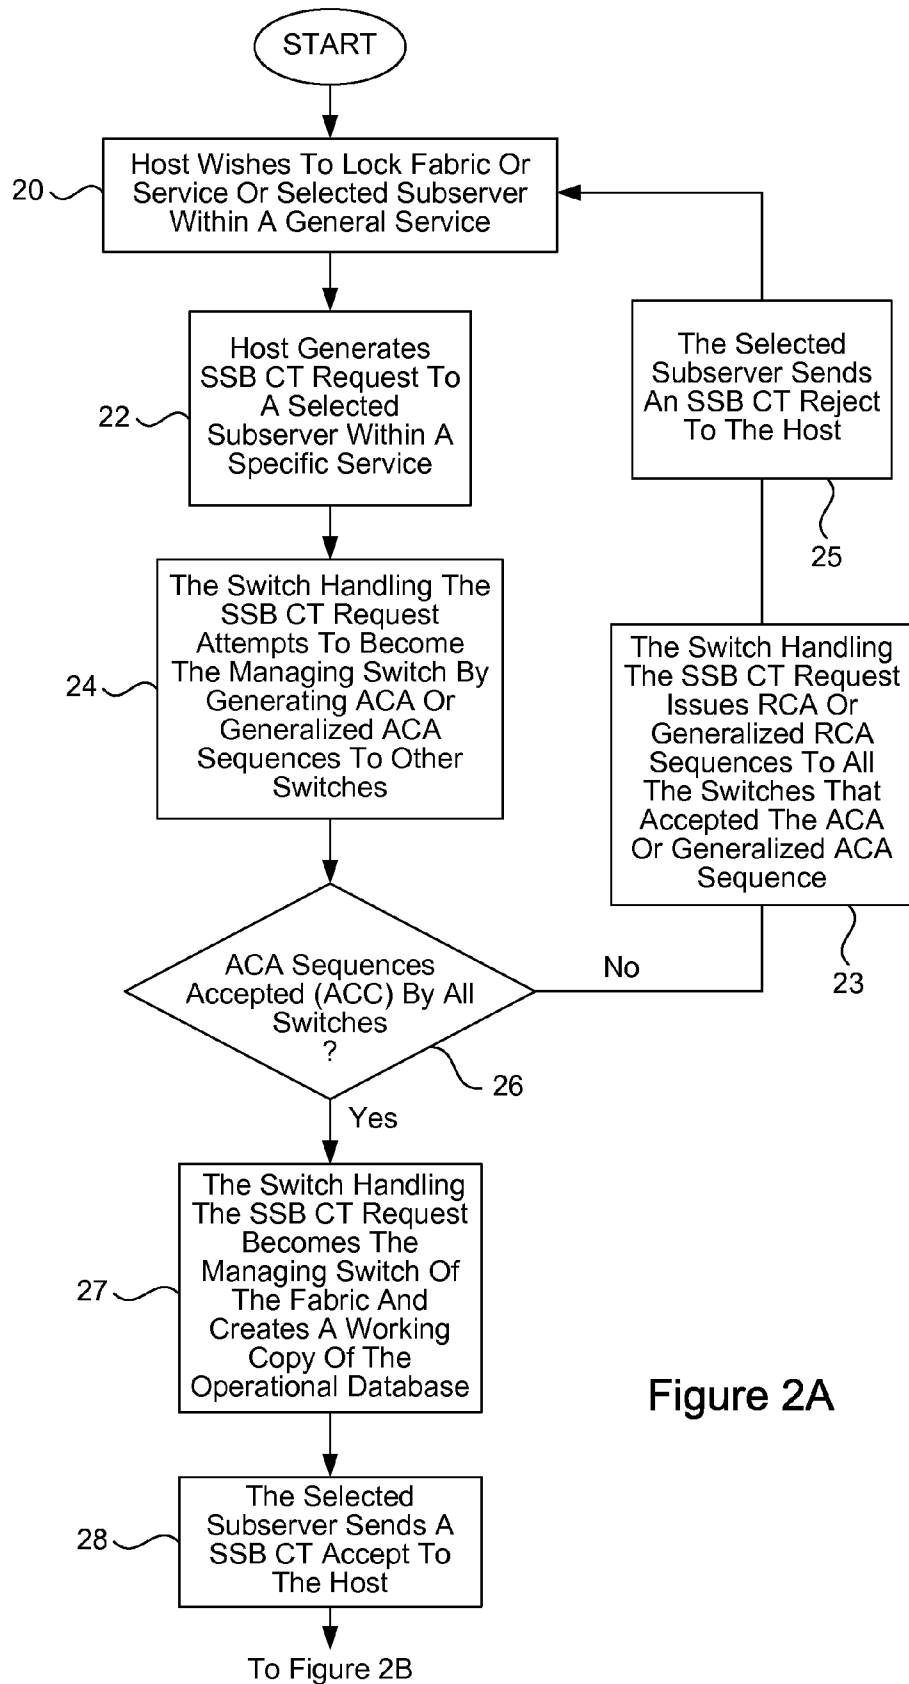 START
20
Host Wishes To Lock Fabric Or
Service Or Selected Subserver
Within A General Service
22
Host Generates
SSB CT Request To
A Selected
Subserver Within A
Specific Service
The Selected
Subserver Sends
An SSB CT Reject
To The Host
25
24
The Switch Handling The
SSB CT Request
Attempts To Become
The Managing Switch By
Generating ACA Or
Generalized ACA
Sequences To Other
Switches
The Switch Handling
The SSB CT Request
Issues RCA Or
Generalized RCA
Sequences To All
The Switches That
Accepted The ACA
Or Generalized ACA
Sequence
23
ACA Sequences
Accepted (ACC) By All
Switches
?
No
26
Yes
27
The Switch Handling
The SSB CT Request
Becomes The
Managing Switch Of
The Fabric And
Creates A Working
Copy Of The
Operational Database
Figure 2A
28
The Selected
Subserver Sends A
SSB CT Accept To
The Host
To Figure 2B